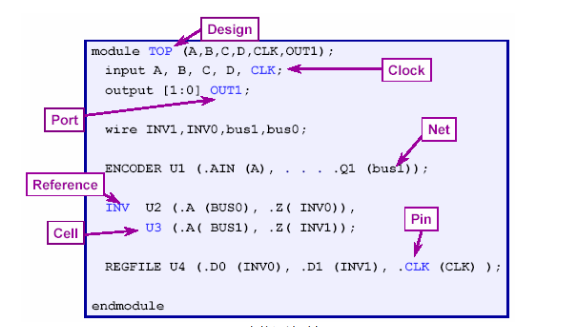 Design
module TOP (A,B,C,D,CLK,OUT1);
input A, B, C, D, CLK;
Clock
output [1:0] OUT1;
Port
wire INV1,INV0,bus1,bus0;
Net
ENCODER U1 (.AIN (A), . . . .Q1 (bus1));
Reference
INV U2 (.A (BUS0), .Z( INV0)),
Pin
Cell
U3 (.A( BUS1), .Z( INV1));
REGFILE U4 (.D0 (INV0), .D1 (INV1), .CLK (CLK) );
endmodule